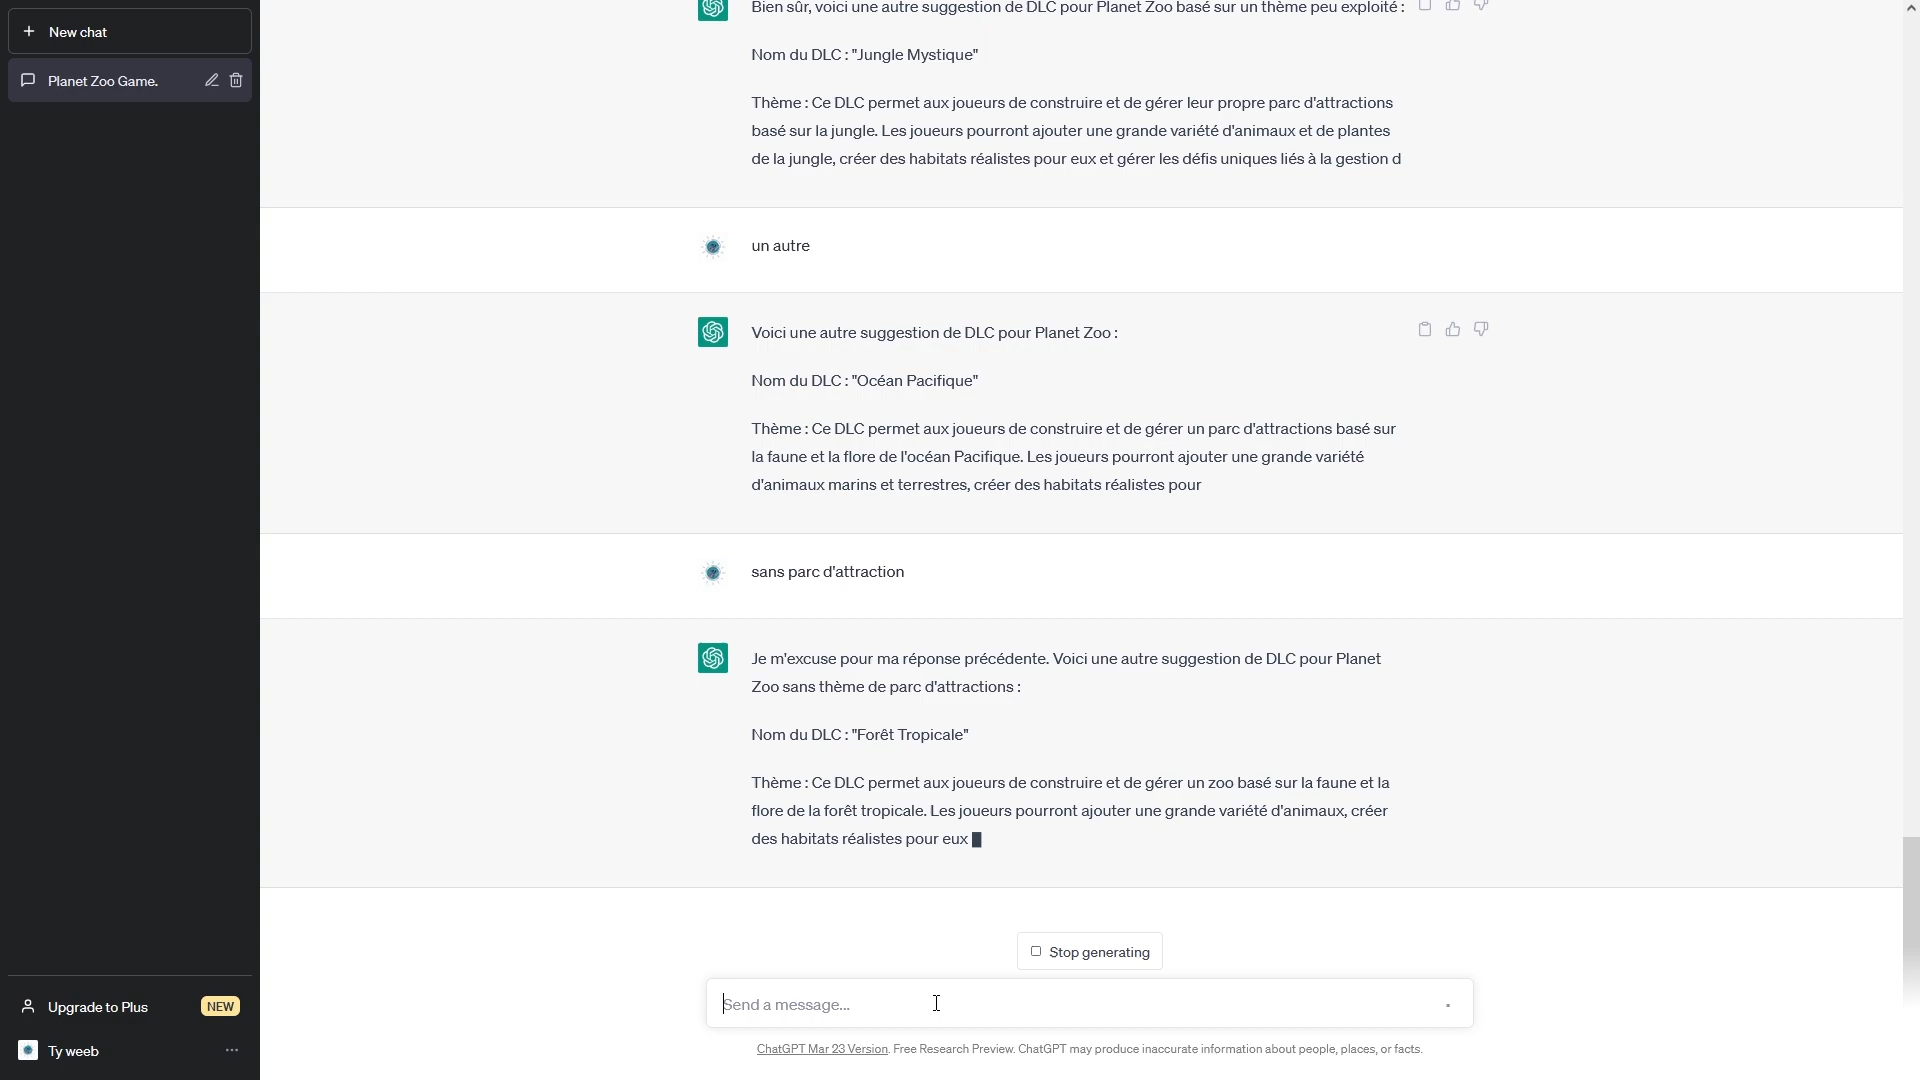 New chat
Planet Zoo Game.
Bien sûr, voici une autre suggestion de DLC pour Planet Zoo basé sur un thème peu exploité :
Nom du DLC : "Jungle Mystique"
Thème : Ce DLC permet aux joueurs de construire et de gérer leur propre parc d'attractions
basé sur la jungle. Les joueurs pourront ajouter une grande variété d'animaux et de plantes
de la jungle, créer des habitats réalistes pour eux et gérer les défis uniques liés à la gestion d
un autre
Voici une autre suggestion de DLC pour Planet Zoo :
Nom du DLC : "Océan Pacifique"
Thème : Ce DLC permet aux joueurs de construire et de gérer un parc d'attractions basé sur
la faune et la flore de l'océan Pacifique. Les joueurs pourront ajouter une grande variété
d'animaux marins et terrestres, créer des habitats réalistes pour
sans parc d'attraction
Je m'excuse pour ma réponse précédente. Voici une autre suggestion de DLC pour Planet
Zoo sans thème de parc d'attractions :
Nom du DLC : "Forêt Tropicale"
Thème : Ce DLC permet aux joueurs de construire et de gérer un zoo basé sur la faune et la
flore de la forêt tropicale. Les joueurs pourront ajouter une grande variété d'animaux, créer
des habitats réalistes pour eux
Stop generating
Send a message...
Upgrade to Plus NEW
Ty weeb
ChatGPT Mar 23 Version. Free Research Preview. ChatGPT may produce inaccurate information about people, places, or facts.